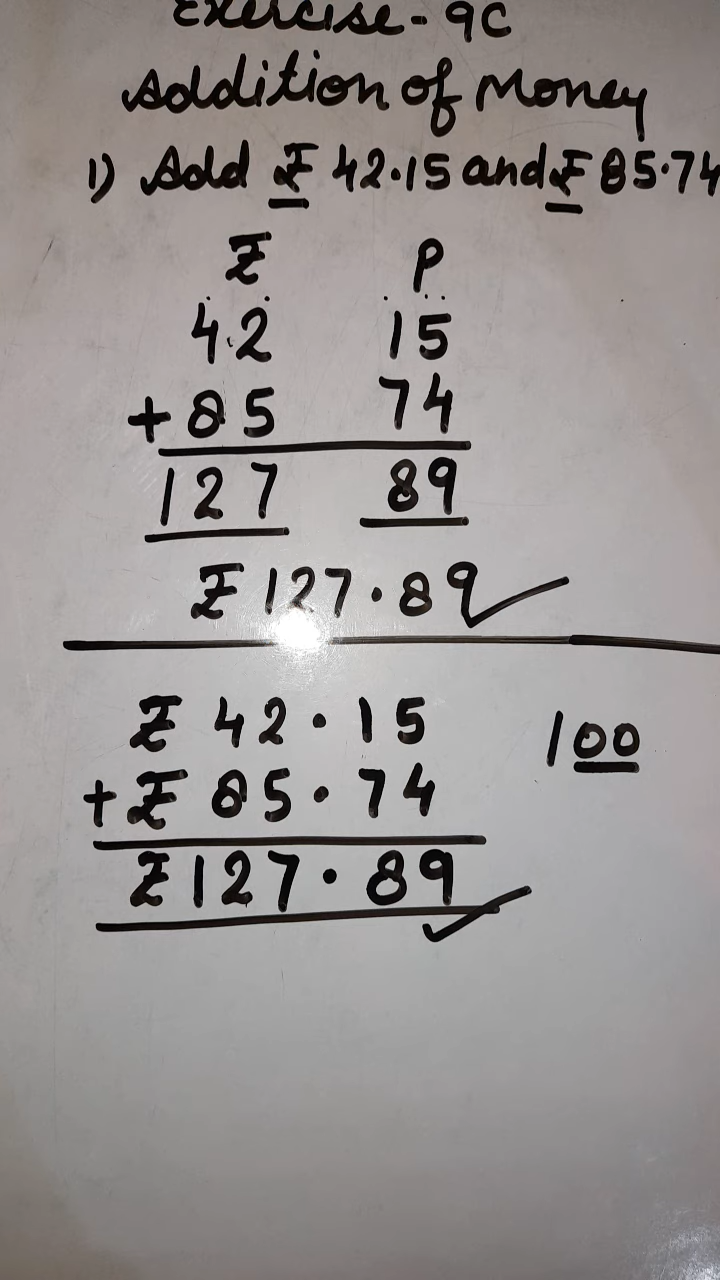 Exercise-9C
Addition of Money
1) Add ₹ 42.15 and ₹ 85.74
₹ P
42 15
+ 85 74
127 89
₹ 127.89
₹ 42.15
100
+ ₹ 85.74
₹ 127.89